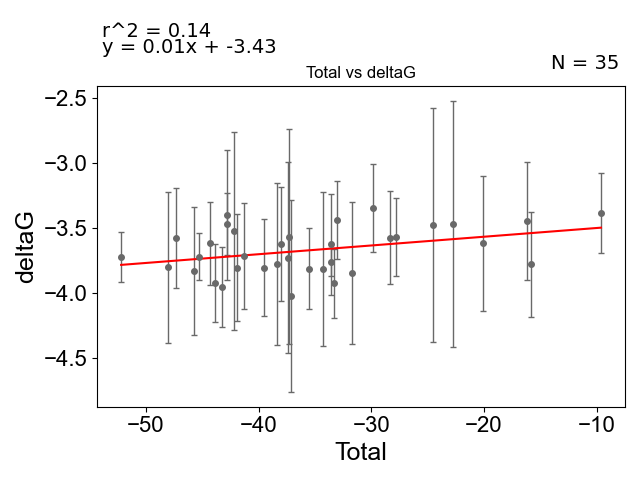 r^2 = 0.14
y = 0.01x + -3.43
N = 35
Total vs deltaG
−2.5
−3.0
−3.5
−4.0
−4.5
deltaG
−50
−40
−30
−20
−10
Total